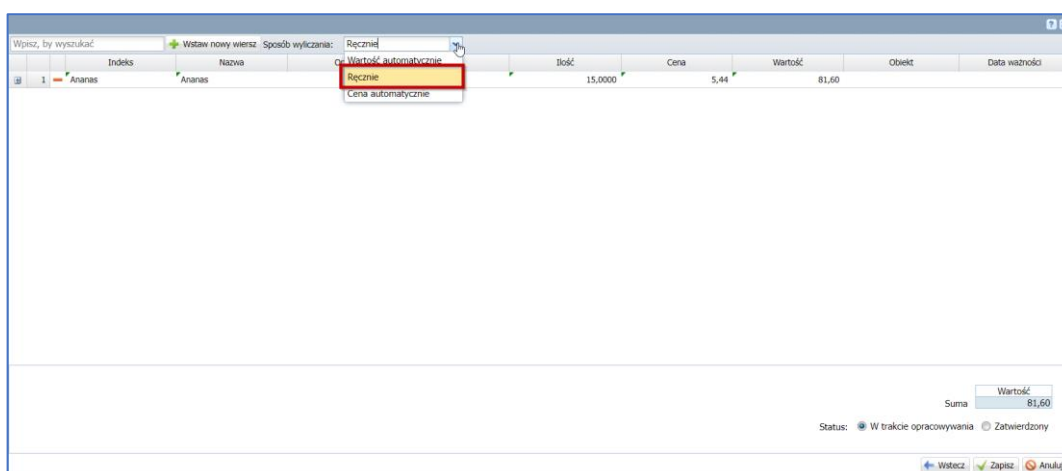 Wpisz, by wyszukać Wstaw nowy wiersz Sposób wyliczania: Ręcznie
Indeks Nazwa Wartość automatycznie Ilość Cena Wartość Obiekt Data ważności
1 Ananas Ananas Ręcznie 15,0000 5,44 81,60
Cena automatycznie
Wartość
Suma 81,60
Status: W trakcie opracowywania Zatwierdzony
Wstecz Zapisz Anuluj